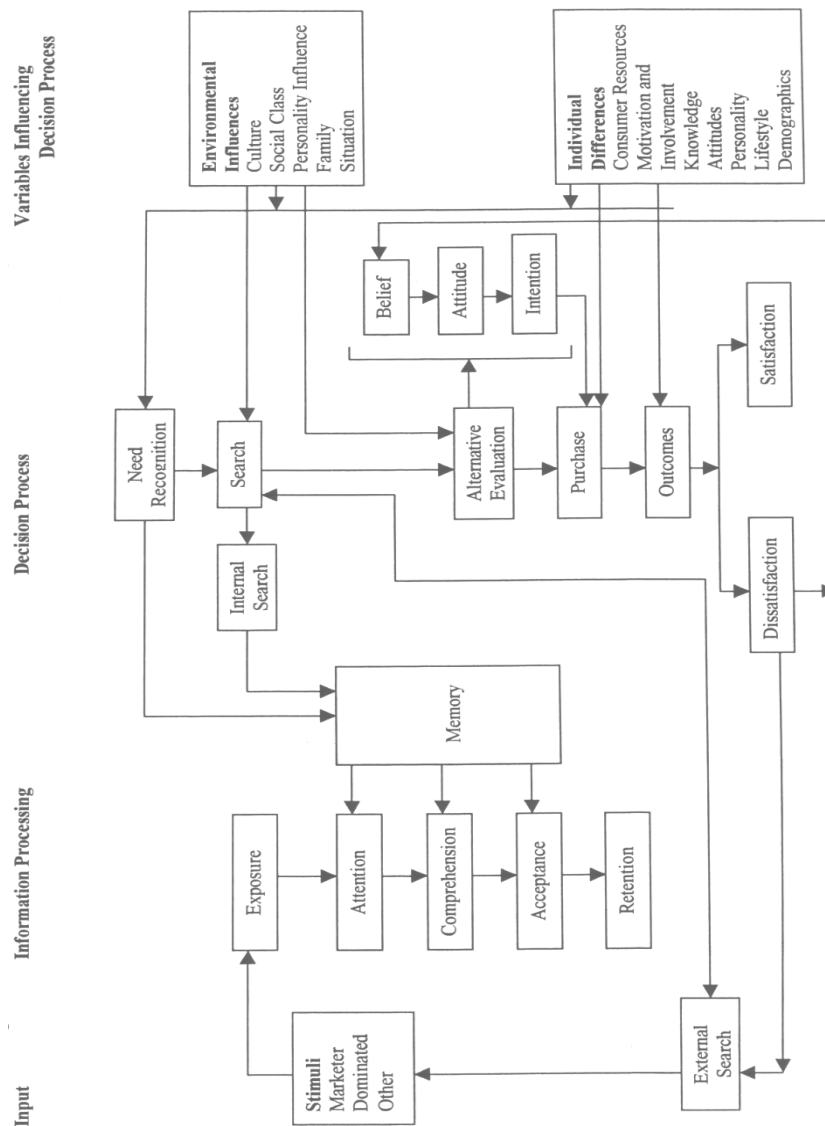 Input
Information Processing
Decision Process
Variables Influencing
Decision Process
Stimuli
Marketer
Dominated
Other
External
Search
Exposure
Attention
Comprehension
Acceptance
Retention
Memory
Internal
Search
Need
Recognition
Search
Alternative
Evaluation
Purchase
Outcomes
Dissatisfaction
Satisfaction
Belief
Attitude
Intention
Environmental
Influences
Culture
Social Class
Personality Influence
Family
Situation
Individual
Differences
Consumer Resources
Motivation and
Involvement
Knowledge
Attitudes
Personality
Lifestyle
Demographics